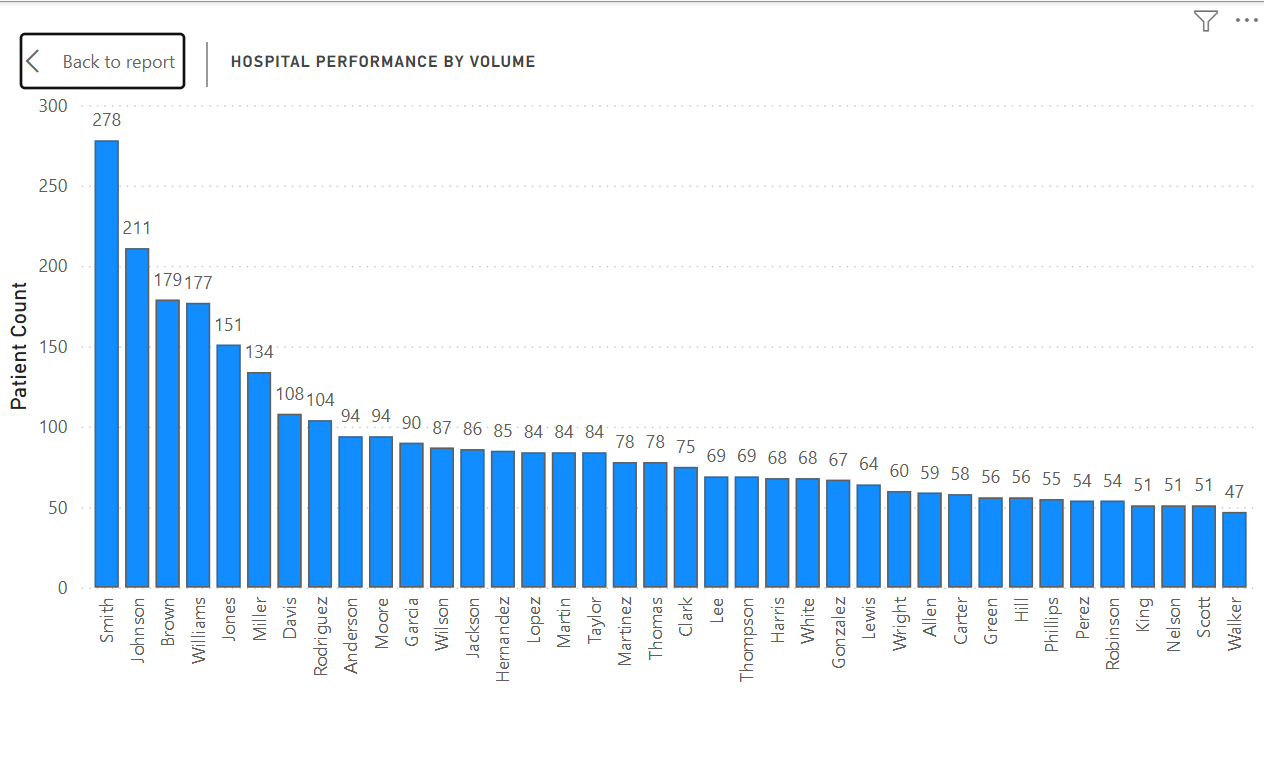 Back to report
HOSPITAL PERFORMANCE BY VOLUME
Patient Count
300
250
200
150
100
50
0
278
211
179
177
151
134
108
104
94
94
90
87
86
85
84
84
84
78
78
75
69
69
68
68
67
64
60
59
58
56
56
55
54
54
51
51
51
47
Smith
Johnson
Brown
Williams
Jones
Miller
Davis
Rodriguez
Anderson
Moore
Garcia
Wilson
Jackson
Hernandez
Lopez
Martin
Taylor
Martinez
Thomas
Clark
Lee
Thompson
Harris
White
Gonzalez
Lewis
Wright
Allen
Carter
Green
Hill
Phillips
Perez
Robinson
King
Nelson
Scott
Walker